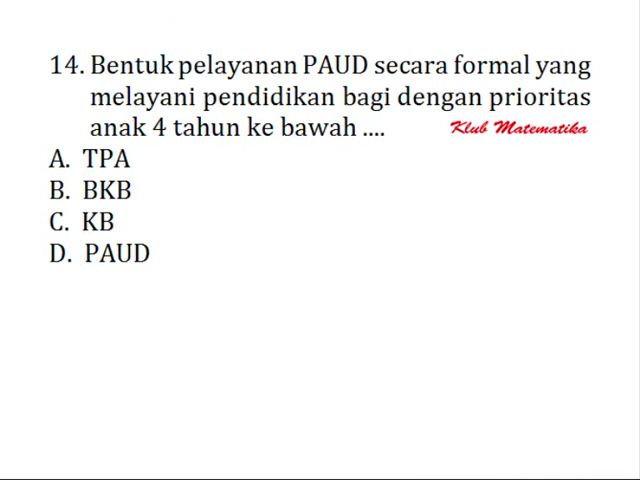 14. Bentuk pelayanan PAUD secara formal yang
melayani pendidikan bagi dengan prioritas
anak 4 tahun ke bawah ....
Klub Matematika
A. TPA
B. BKB
C. KB
D. PAUD